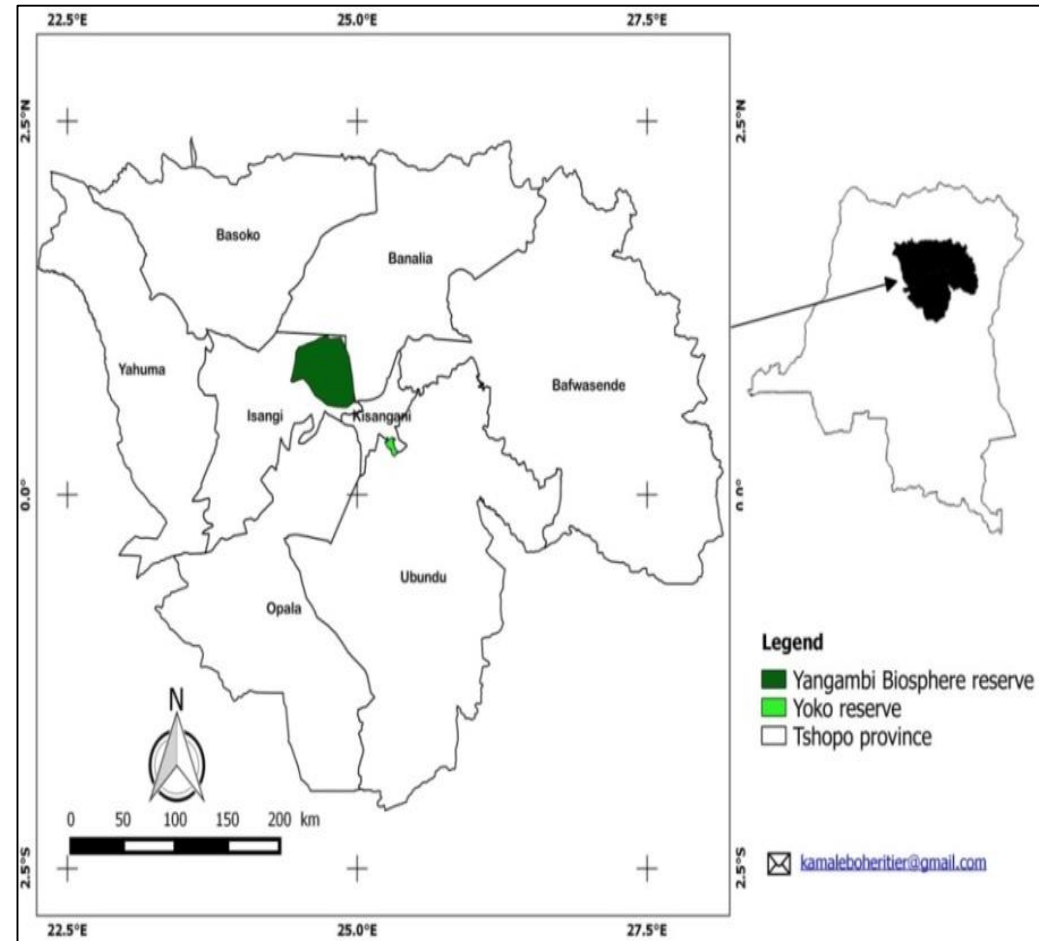 22.5°E 25.0°E 27.5°E
2.5°N 2.5°N
Basoko
Banalia
Yahuma
Bafwasende
Isangi
Kisangani
0.0° 0.0°
Ubundu
Opala
N
0 50 100 150 200 km
2.5°S 2.5°S
22.5°E 25.0°E 27.5°E
Legend
Yangambi Biosphere reserve
Yoko reserve
Tshopo province
kamaleboheritier@gmail.com